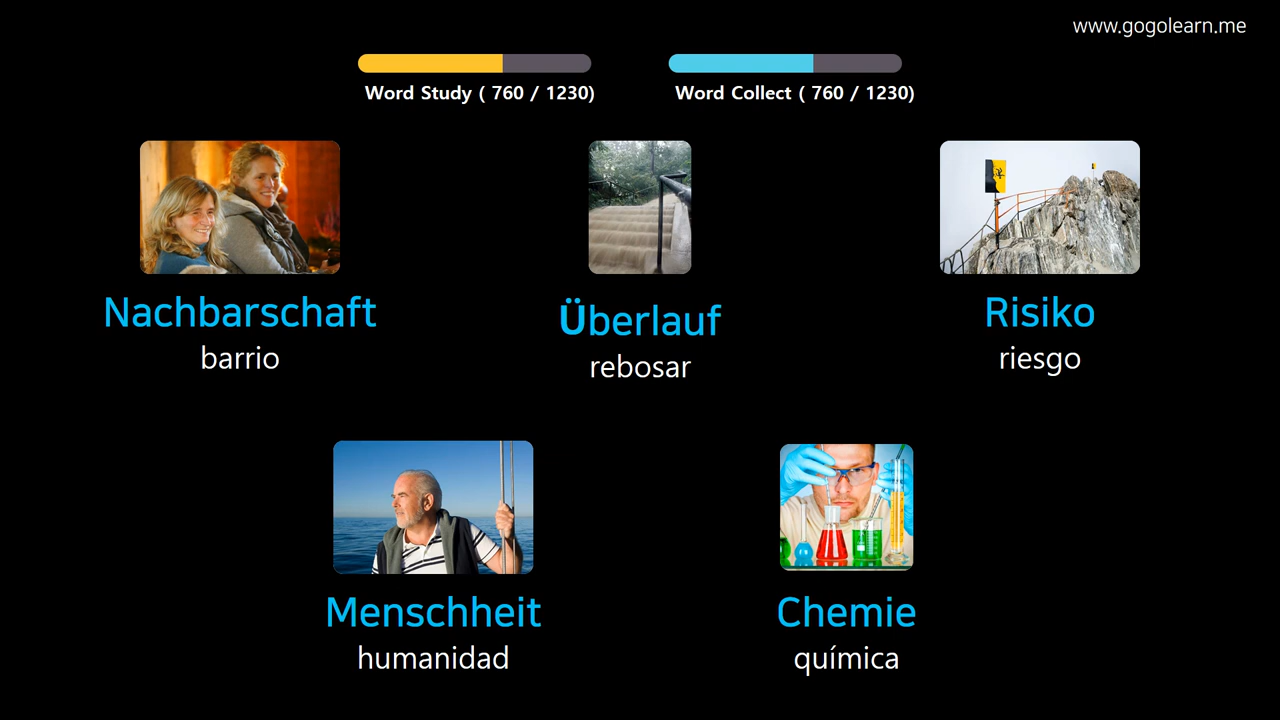 www.gogolearn.me
Word Study ( 760 / 1230)
Word Collect ( 760 / 1230)
Nachbarschaft
barrio
Überlauf
rebosar
Risiko
riesgo
Menschheit
humanidad
Chemie
química